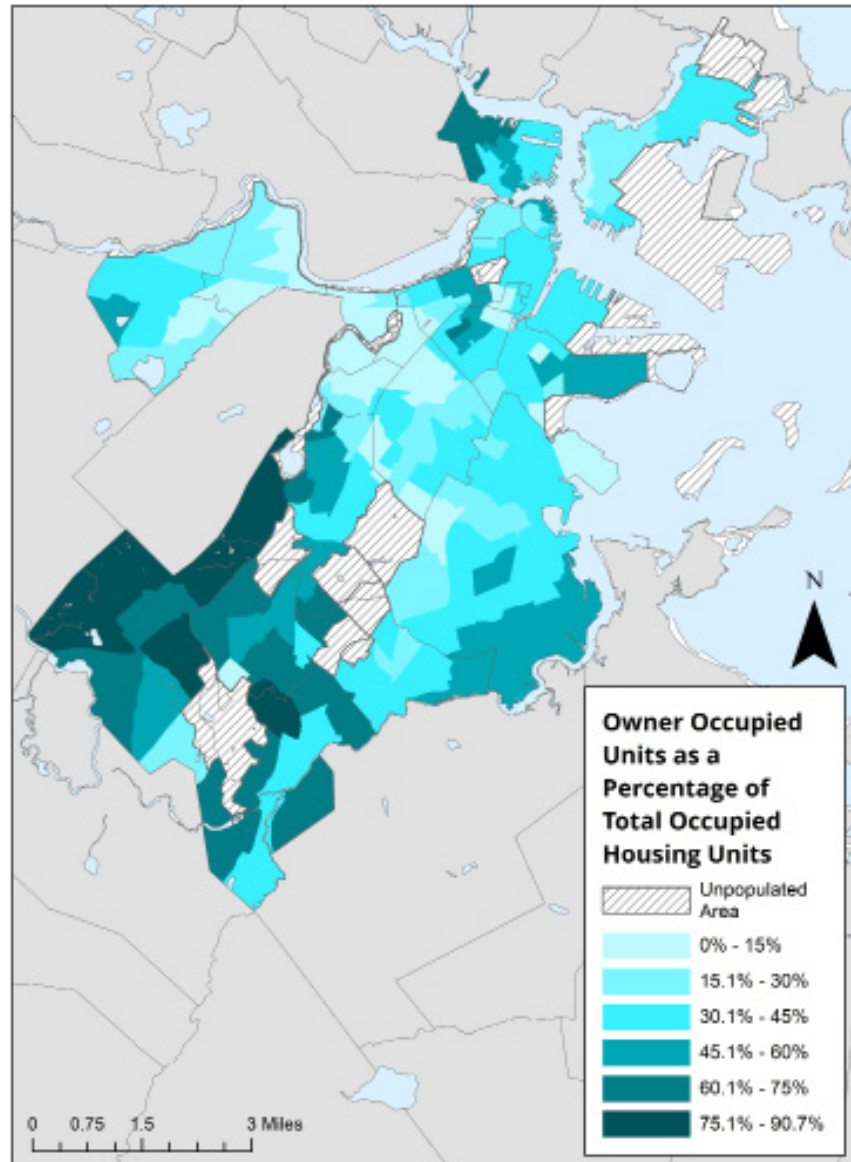 N
Owner Occupied
Units as a
Percentage of
Total Occupied
Housing Units
Unpopulated
Area
0% - 15%
15.1% - 30%
30.1% - 45%
45.1% - 60%
60.1% - 75%
75.1% - 90.7%
0 0.75 1.5 3 Miles